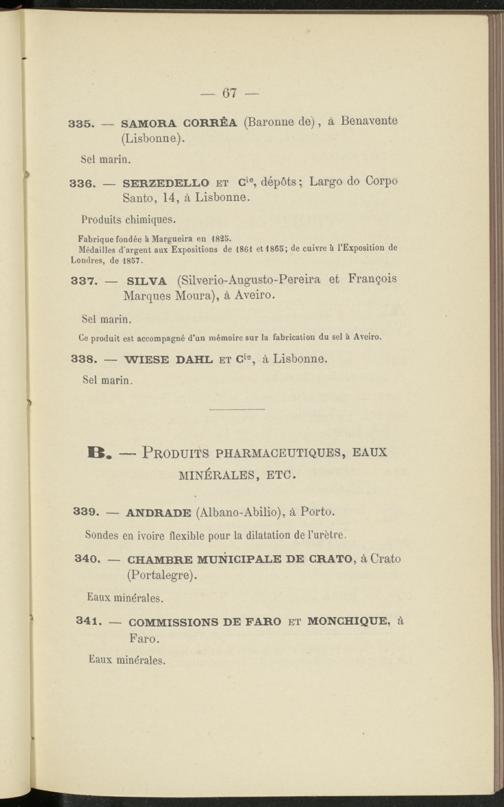 — 67 —
335. — SAMORA CORRÊA (Baronne de), à Benavente
(Lisbonne).
Sel marin.
336. — SERZEDELLO ET Cie, dépôts; Largo do Corpo
Santo, 14, à Lisbonne.
Produits chimiques.
Fabrique fondée à Margueira en 1825.
Médailles d'argent aux Expositions de 1861 et 1865; de cuivre à l'Exposition de
Londres, de 1857.
337. — SILVA (Silverio-Augusto-Pereira et François
Marques Moura), à Aveiro.
Sel marin.
Ce produit est accompagné d'un mémoire sur la fabrication du sel à Aveiro.
338. — WIESE DAHL ET Cie, à Lisbonne.
Sel marin.
B. — PRODUITS PHARMACEUTIQUES, EAUX
MINÉRALES, ETC.
339. — ANDRADE (Albano-Abilio), à Porto.
Sondes en ivoire flexible pour la dilatation de l'urètre.
340. — CHAMBRE MUNICIPALE DE CRATO, à Crato
(Portalegre).
Eaux minérales.
341. — COMMISSIONS DE FARO ET MONCHIQUE, à
Faro.
Eaux minérales.